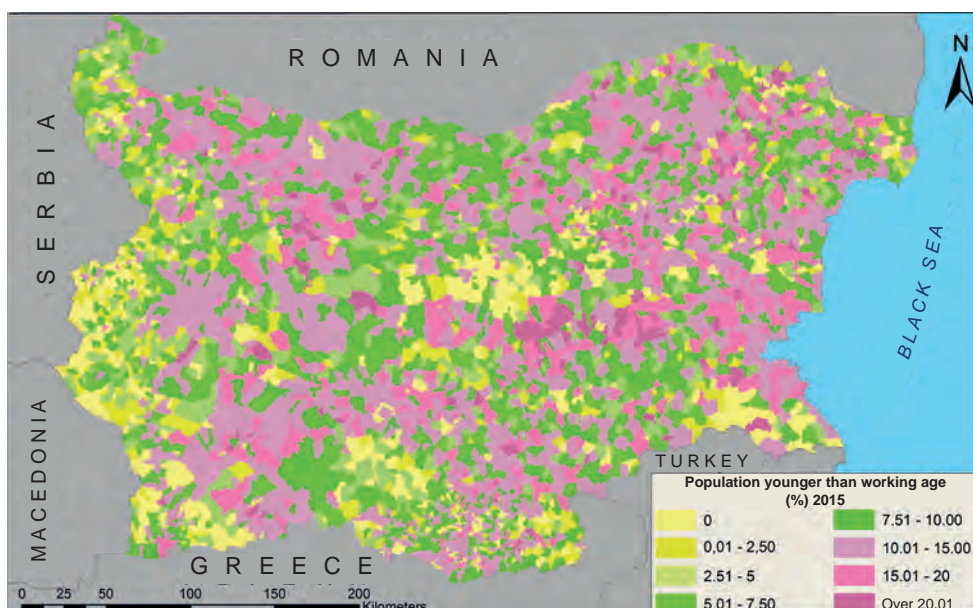 ROMANIA
N
SERBIA
BLACK SEA
MACEDONIA
TURKEY
GREECE
Population younger than working age
(%) 2015
0
0,01 - 2,50
2.51 - 5
5.01 - 7.50
7.51 - 10.00
10.01 - 15.00
15.01 - 20
Over 20.01
0 25 50 100 150 200
Kilometers